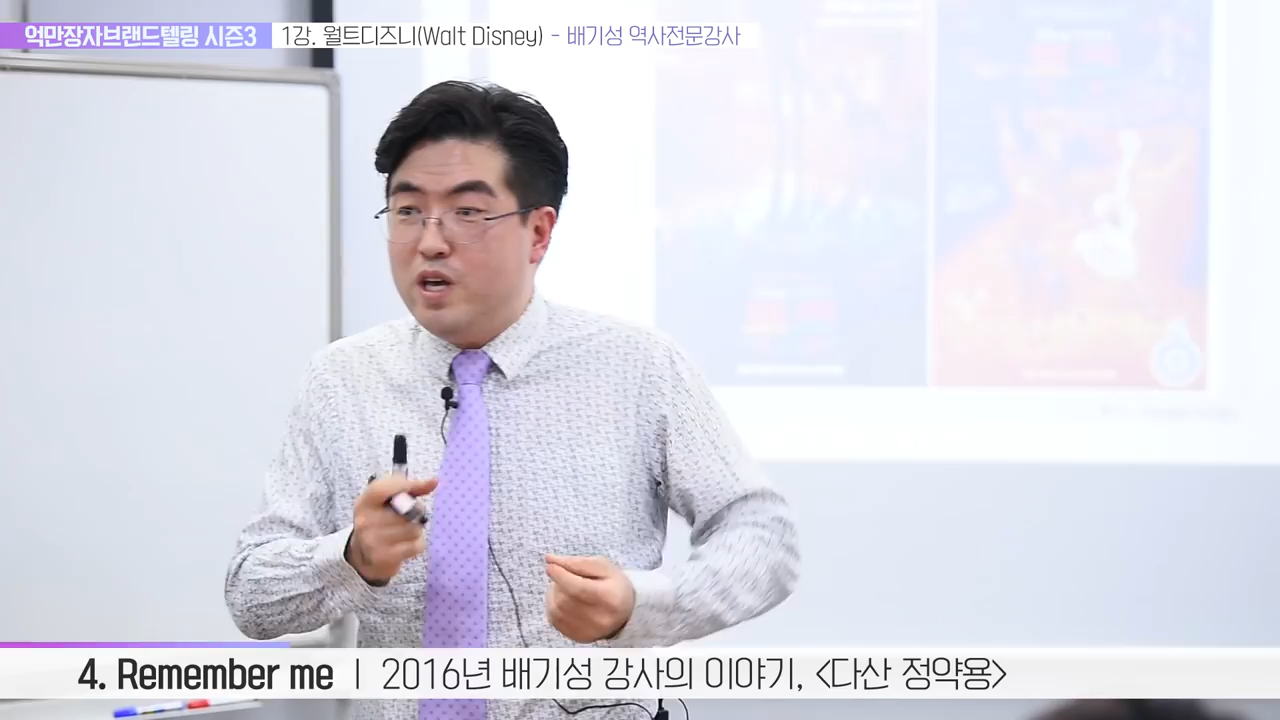 억만장자브랜드텔링 시즌3 1강. 월트디즈니(Walt Disney) - 배기성 역사전문강사
4. Remember me | 2016년 배기성 강사의 이야기, <다산 정약용>